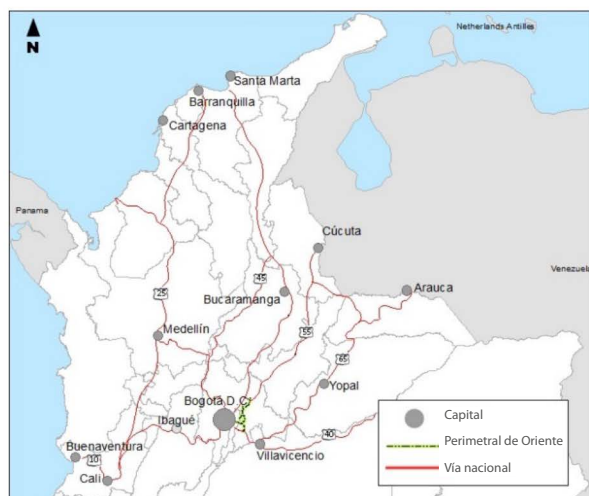 N
Netherlands Antilles
Santa Marta
Barranquilla
Cartagena
Panama
Cúcuta
Venezuela
Arauca
45
Bucaramanga
25
55
Medellín
65
Yopal
Bogotá D.C.
Ibagué
40
Buenaventura
10
Villavicencio
Cali
Capital
Perimetral de Oriente
Vía nacional